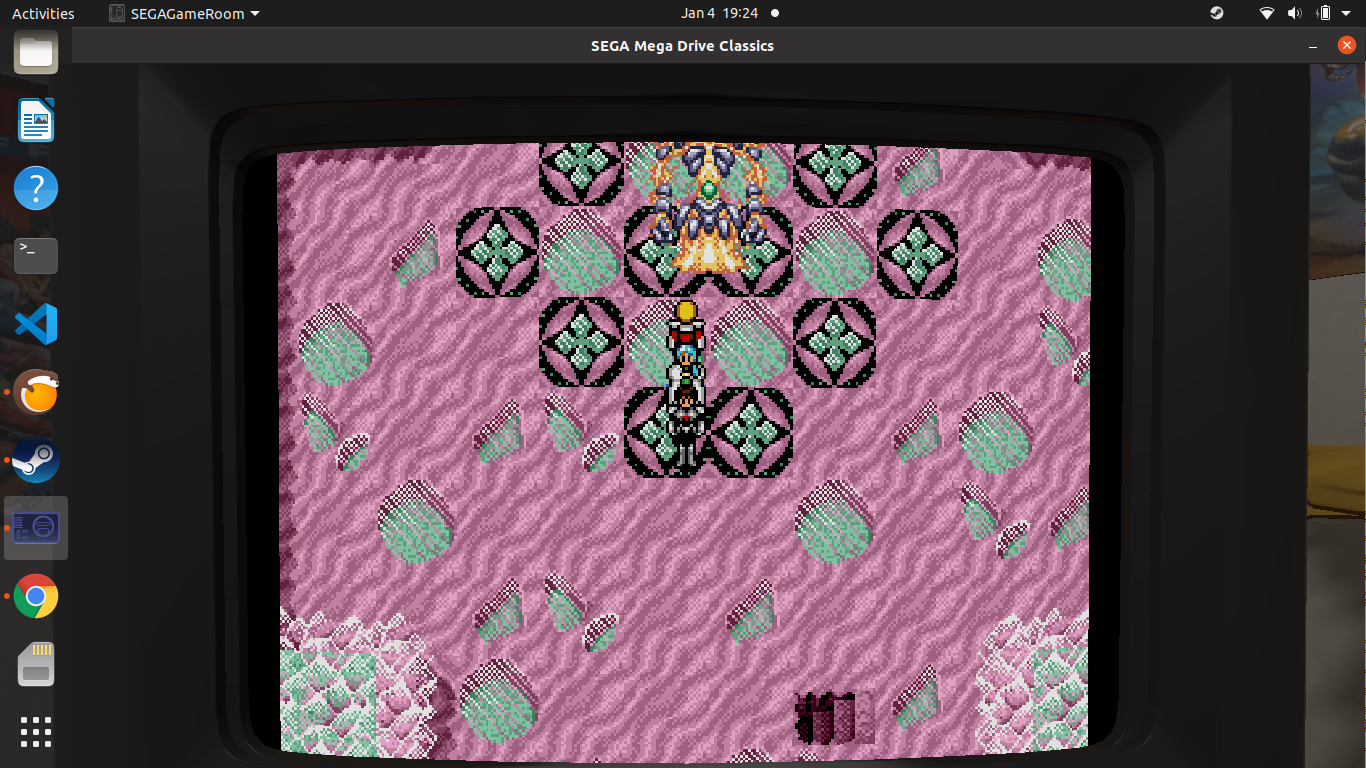 Activities
SEGAGameRoom
Jan 4 19:24
SEGA Mega Drive Classics
?
>_